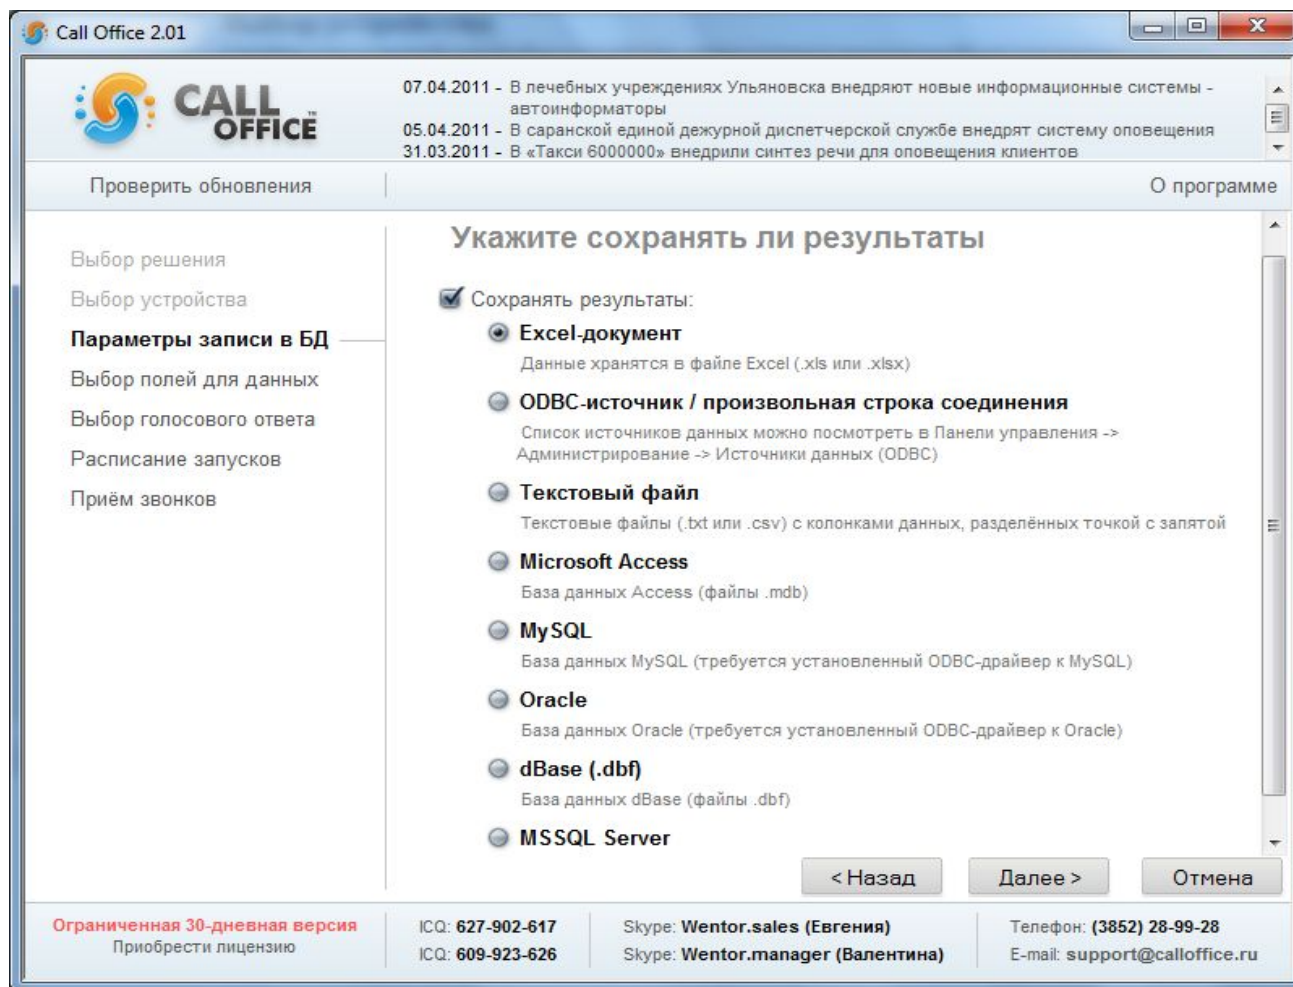 Call Office 2.01
CALL
OFFICE™
07.04.2011 - В лечебных учреждениях Ульяновска внедряют новые информационные системы -
автоинформаторы
05.04.2011 - В саранской единой дежурной диспетчерской службе внедрят систему оповещения
31.03.2011 - В «Такси 6000000» внедрили синтез речи для оповещения клиентов
Проверить обновления
О программе
Выбор решения
Выбор устройства
Параметры записи в БД
Выбор полей для данных
Выбор голосового ответа
Расписание запусков
Приём звонков
Укажите сохранять ли результаты
Сохранять результаты:
Excel-документ
Данные хранятся в файле Excel (.xls или .xlsx)
ODBC-источник / произвольная строка соединения
Список источников данных можно посмотреть в Панели управления ->
Администрирование -> Источники данных (ODBC)
Текстовый файл
Текстовые файлы (.txt или .csv) с колонками данных, разделённых точкой с запятой
Microsoft Access
База данных Access (файлы .mdb)
MySQL
База данных MySQL (требуется установленный ODBC-драйвер к MySQL)
Oracle
База данных Oracle (требуется установленный ODBC-драйвер к Oracle)
dBase (.dbf)
База данных dBase (файлы .dbf)
MSSQL Server
< Назад
Далее >
Отмена
Ограниченная 30-дневная версия
Приобрести лицензию
ICQ: 627-902-617
ICQ: 609-923-626
Skype: Wentor.sales (Евгения)
Skype: Wentor.manager (Валентина)
Телефон: (3852) 28-99-28
E-mail: support@calloffice.ru